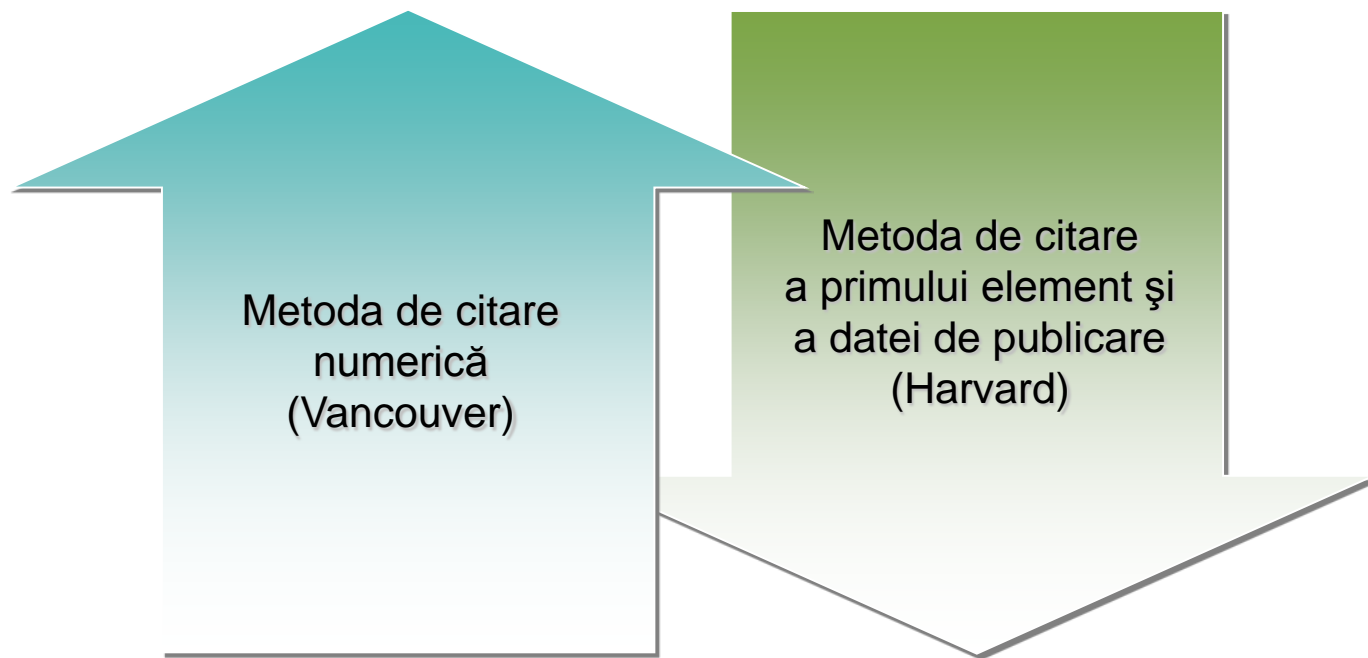 Metoda de citare
numerică
(Vancouver)
Metoda de citare
a primului element şi
a datei de publicare
(Harvard)